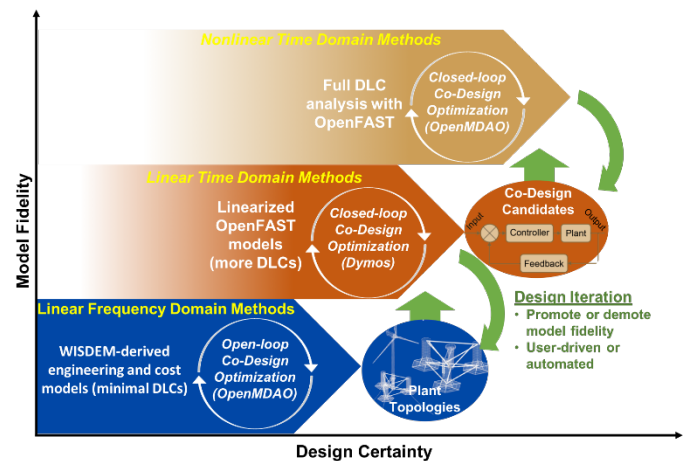 Nonlinear Time Domain Methods
Full DLC
analysis with
OpenFAST
Closed-loop
Co-Design
Optimization
(OpenMDAO)
Linear Time Domain Methods
Linearized
OpenFAST
models
(more DLCs)
Closed-loop
Co-Design
Optimization
(Dymos)
Co-Design
Candidates
Input
Output
Controller
Plant
Feedback
Linear Frequency Domain Methods
WISDEM-derived
engineering and cost
models (minimal DLCs)
Open-loop
Co-Design
Optimization
(OpenMDAO)
Plant
Topologies
Design Iteration
• Promote or demote
model fidelity
• User-driven or
automated
Model Fidelity
Design Certainty